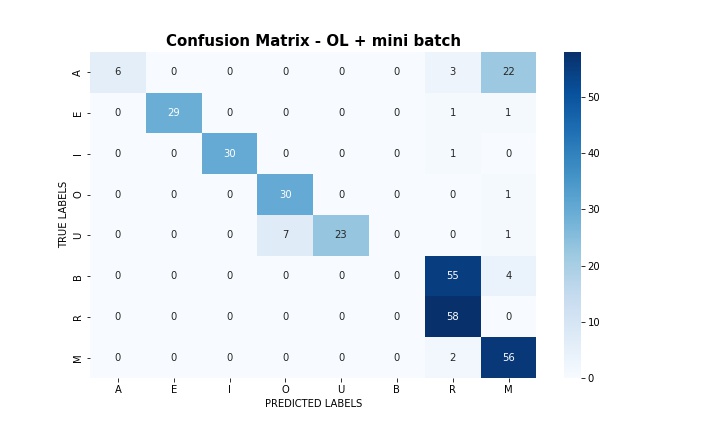 Confusion Matrix - OL + mini batch
A 6 0 0 0 0 0 3 22
E 0 29 0 0 0 0 1 1
I 0 0 30 0 0 0 1 0
O 0 0 0 30 0 0 0 1
U 0 0 0 7 23 0 0 1
B 0 0 0 0 0 0 55 4
R 0 0 0 0 0 0 58 0
M 0 0 0 0 0 0 2 56
A E I O U B R M
TRUE LABELS
PREDICTED LABELS
50
40
30
20
10
0